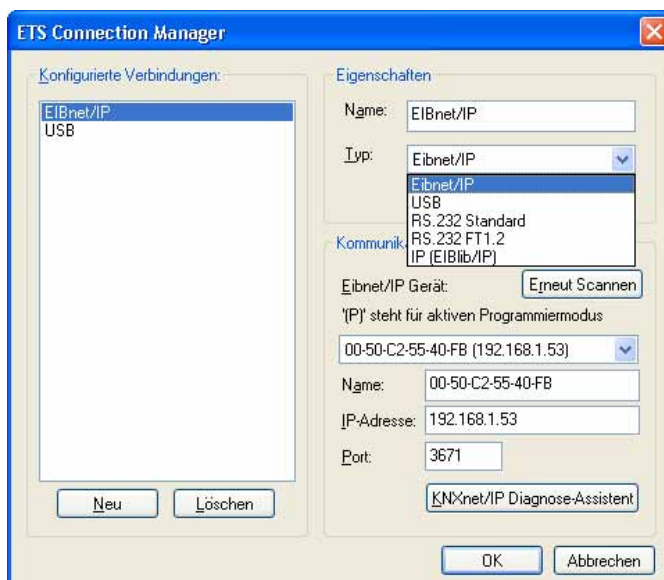 ETS Connection Manager
Konfigurierte Verbindungen:
EIBnet/IP
USB
Neu
Löschen
Eigenschaften
Name:
EIBnet/IP
Typ:
Eibnet/IP
Eibnet/IP
USB
RS.232 Standard
RS.232 FT1.2
IP (EIBlib/IP)
Eibnet/IP Gerät:
Erneut Scannen
'(P)' steht für aktiven Programmiermodus
00-50-C2-55-40-FB (192.168.1.53)
Name:
00-50-C2-55-40-FB
IP-Adresse:
192.168.1.53
Port:
3671
KNXnet/IP Diagnose-Assistent
OK
Abbrechen